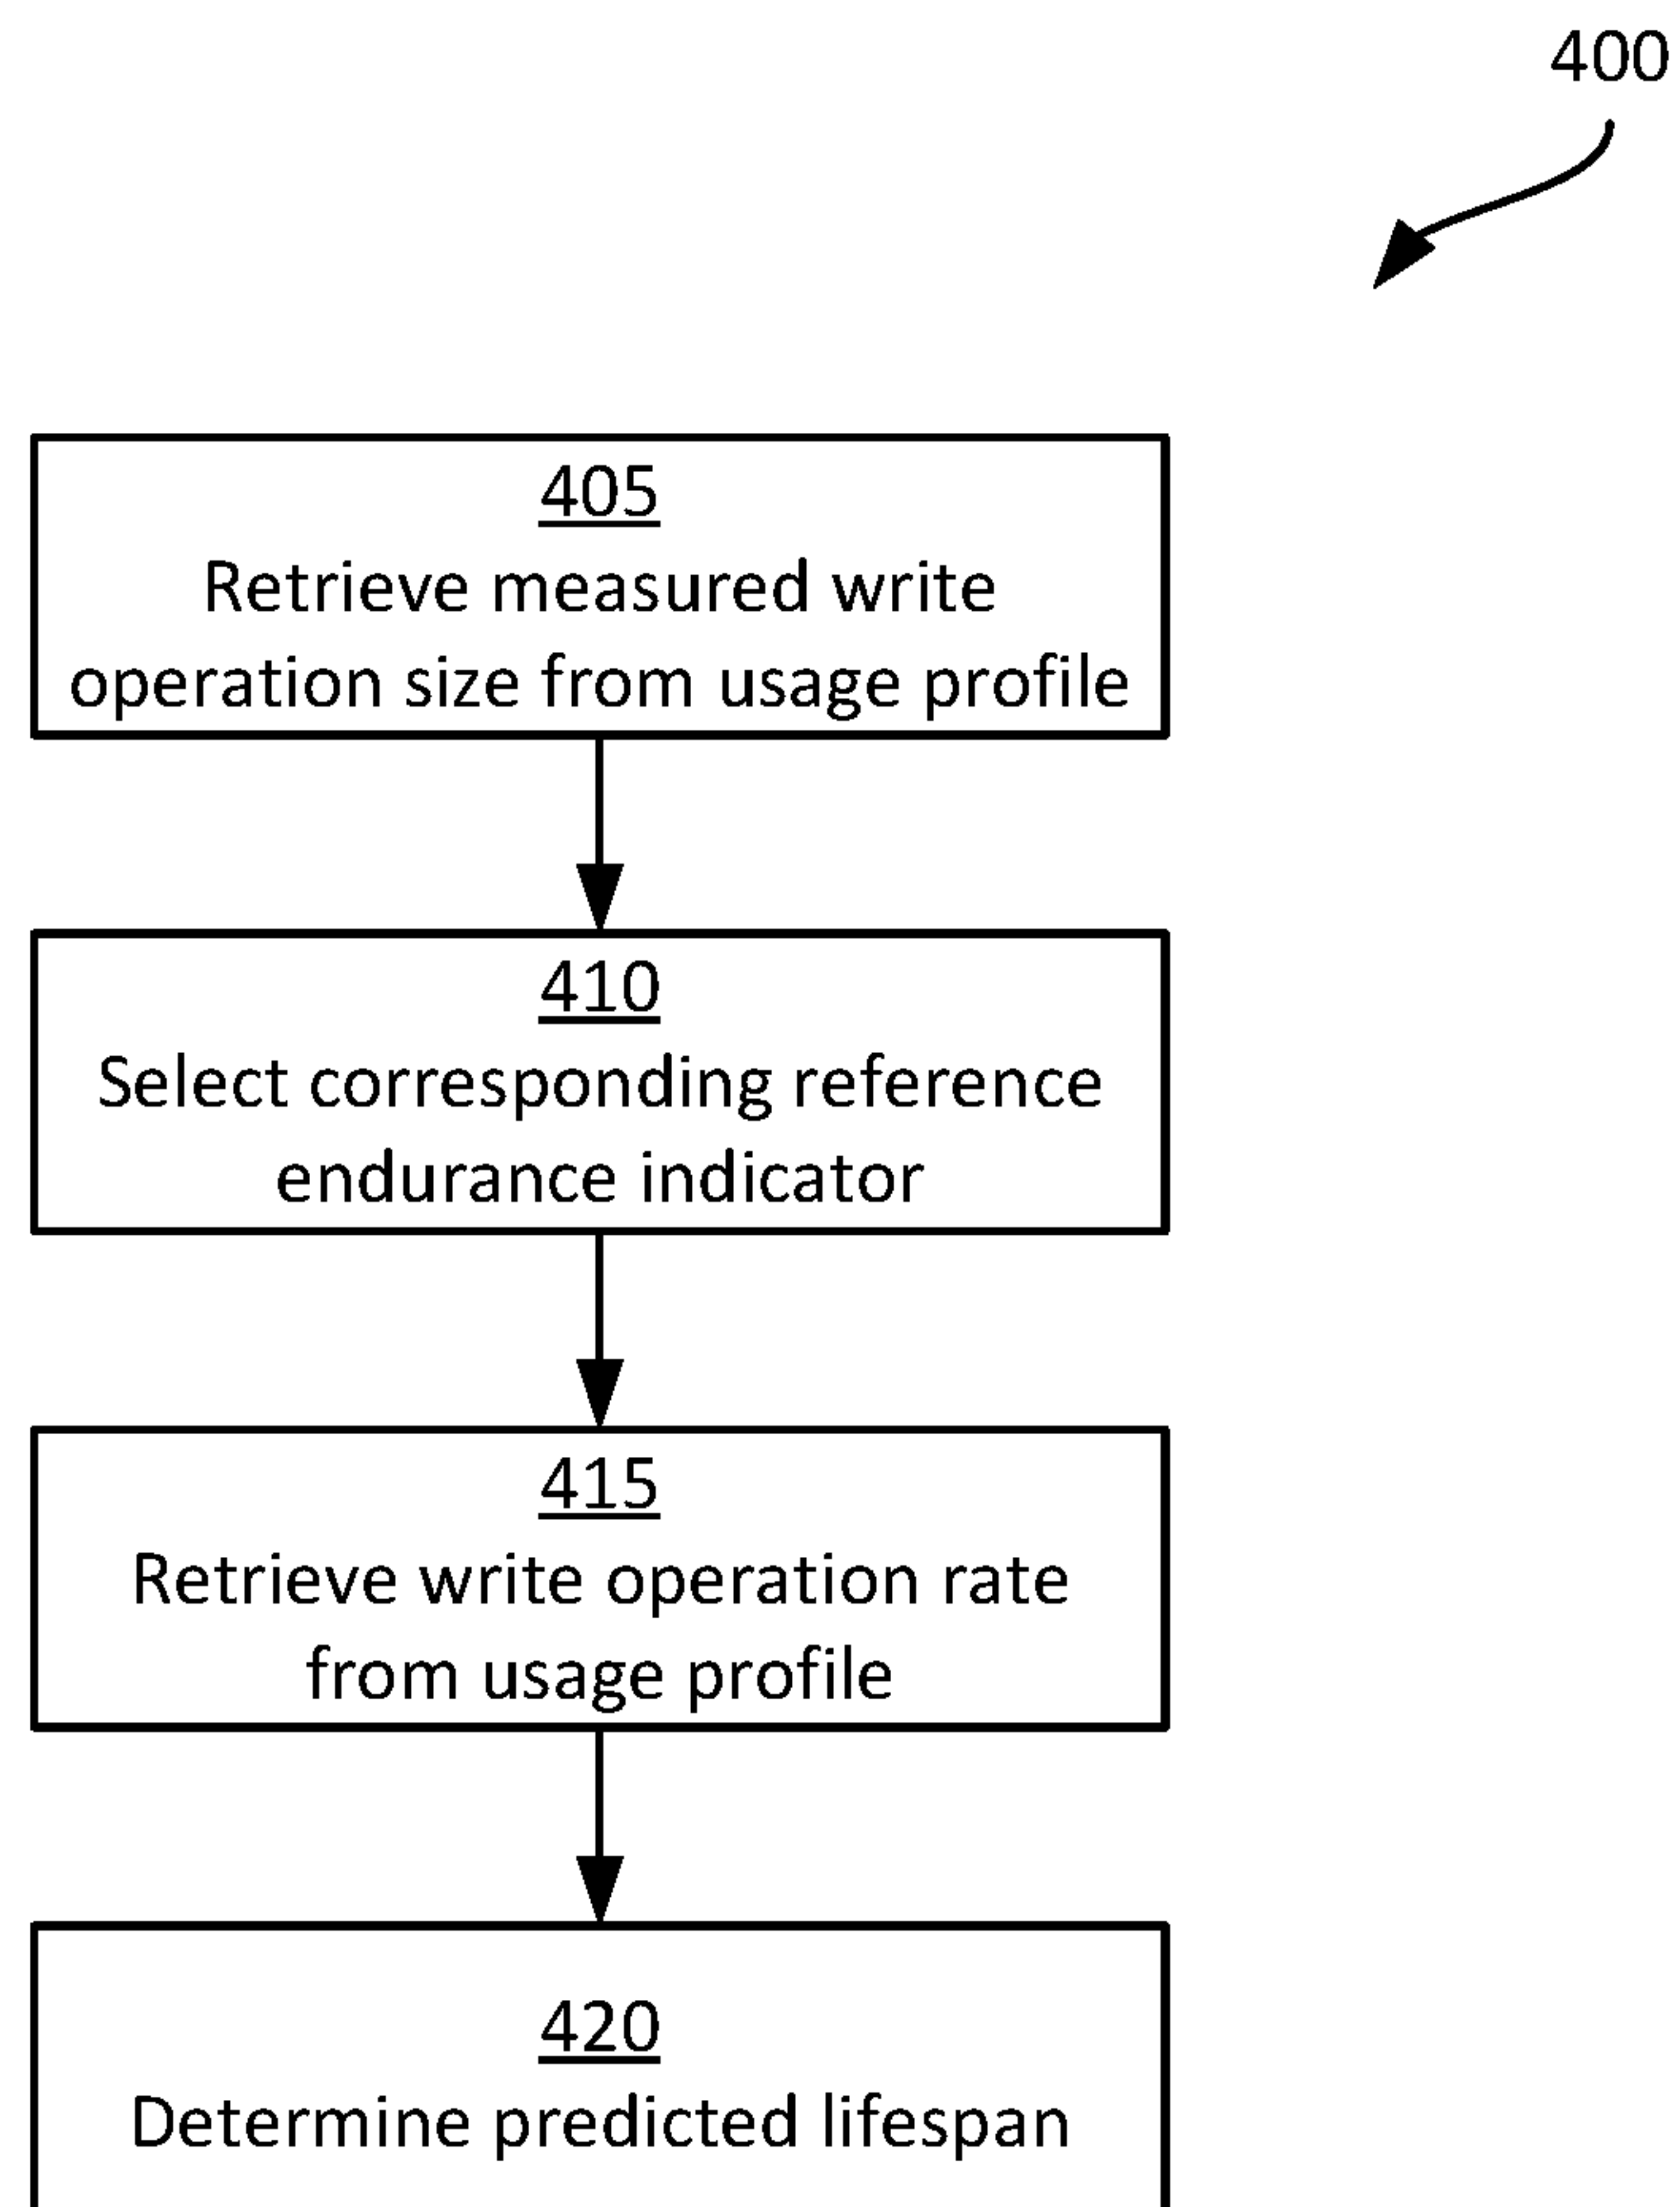 400
405
Retrieve measured write
operation size from usage profile
410
Select corresponding reference
endurance indicator
415
Retrieve write operation rate
from usage profile
420
Determine predicted lifespan